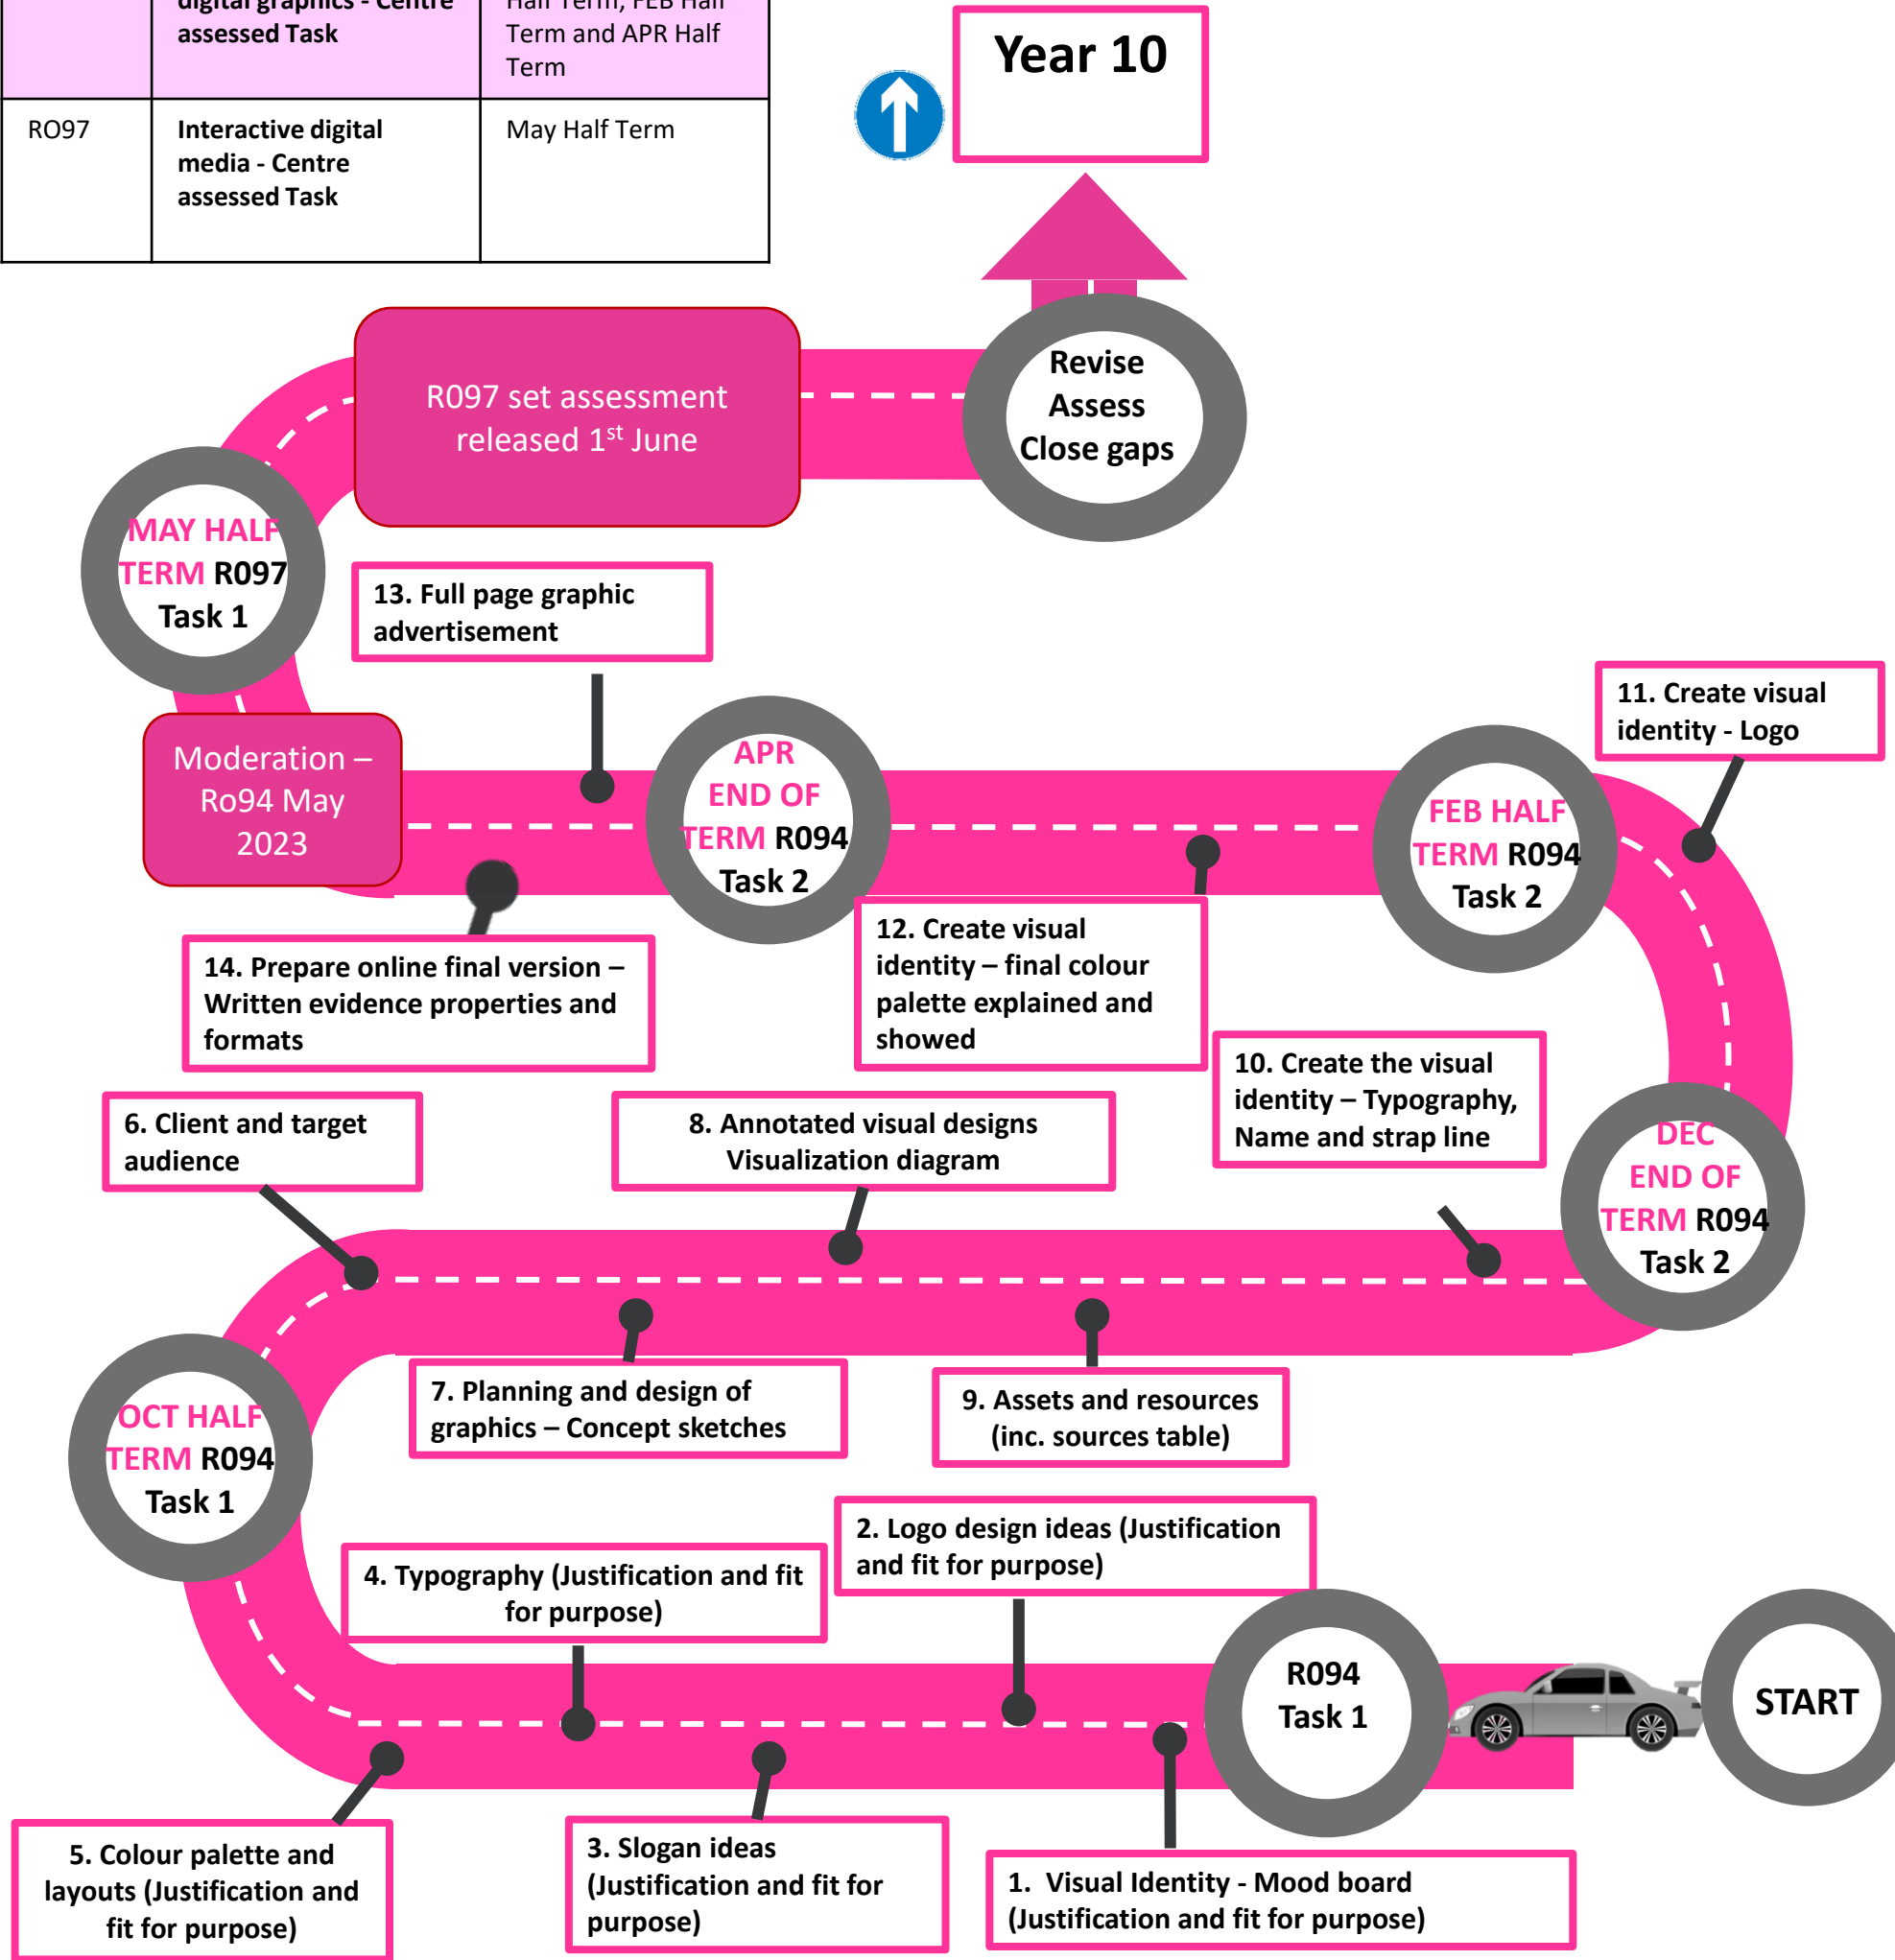 digital graphics - Centre
assessed Task
Half Term, FEB Half
Term and APR Half
Term
RO97
Interactive digital
media - Centre
assessed Task
May Half Term
Year 10
R097 set assessment
released 1st June
Revise
Assess
Close gaps
MAY HALF
TERM R097
Task 1
13. Full page graphic
advertisement
11. Create visual
identity - Logo
Moderation –
Ro94 May
2023
APR
END OF
TERM R094
Task 2
FEB HALF
TERM R094
Task 2
14. Prepare online final version –
Written evidence properties and
formats
12. Create visual
identity – final colour
palette explained and
showed
10. Create the visual
identity – Typography,
Name and strap line
6. Client and target
audience
8. Annotated visual designs
Visualization diagram
DEC
END OF
TERM R094
Task 2
7. Planning and design of
graphics – Concept sketches
9. Assets and resources
(inc. sources table)
OCT HALF
TERM R094
Task 1
4. Typography (Justification and fit
for purpose)
2. Logo design ideas (Justification
and fit for purpose)
R094
Task 1
START
5. Colour palette and
layouts (Justification and
fit for purpose)
3. Slogan ideas
(Justification and fit for
purpose)
1. Visual Identity - Mood board
(Justification and fit for purpose)